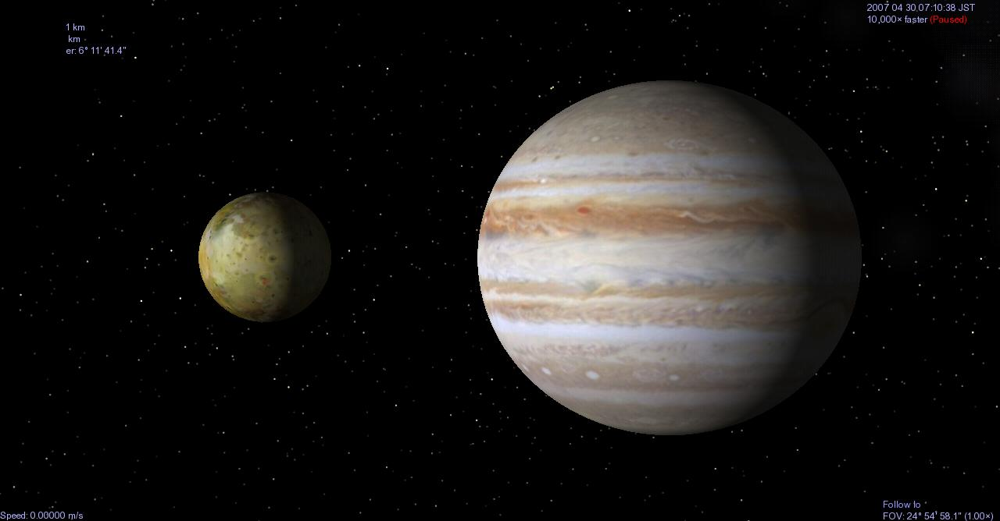 1 km
km
er: 6° 11' 41.4"
2007 04 30 07:10:38 JST
10,000× faster (Paused)
Speed: 0.00000 m/s
Follow Io
FOV: 24° 54' 58.1" (1.00×)